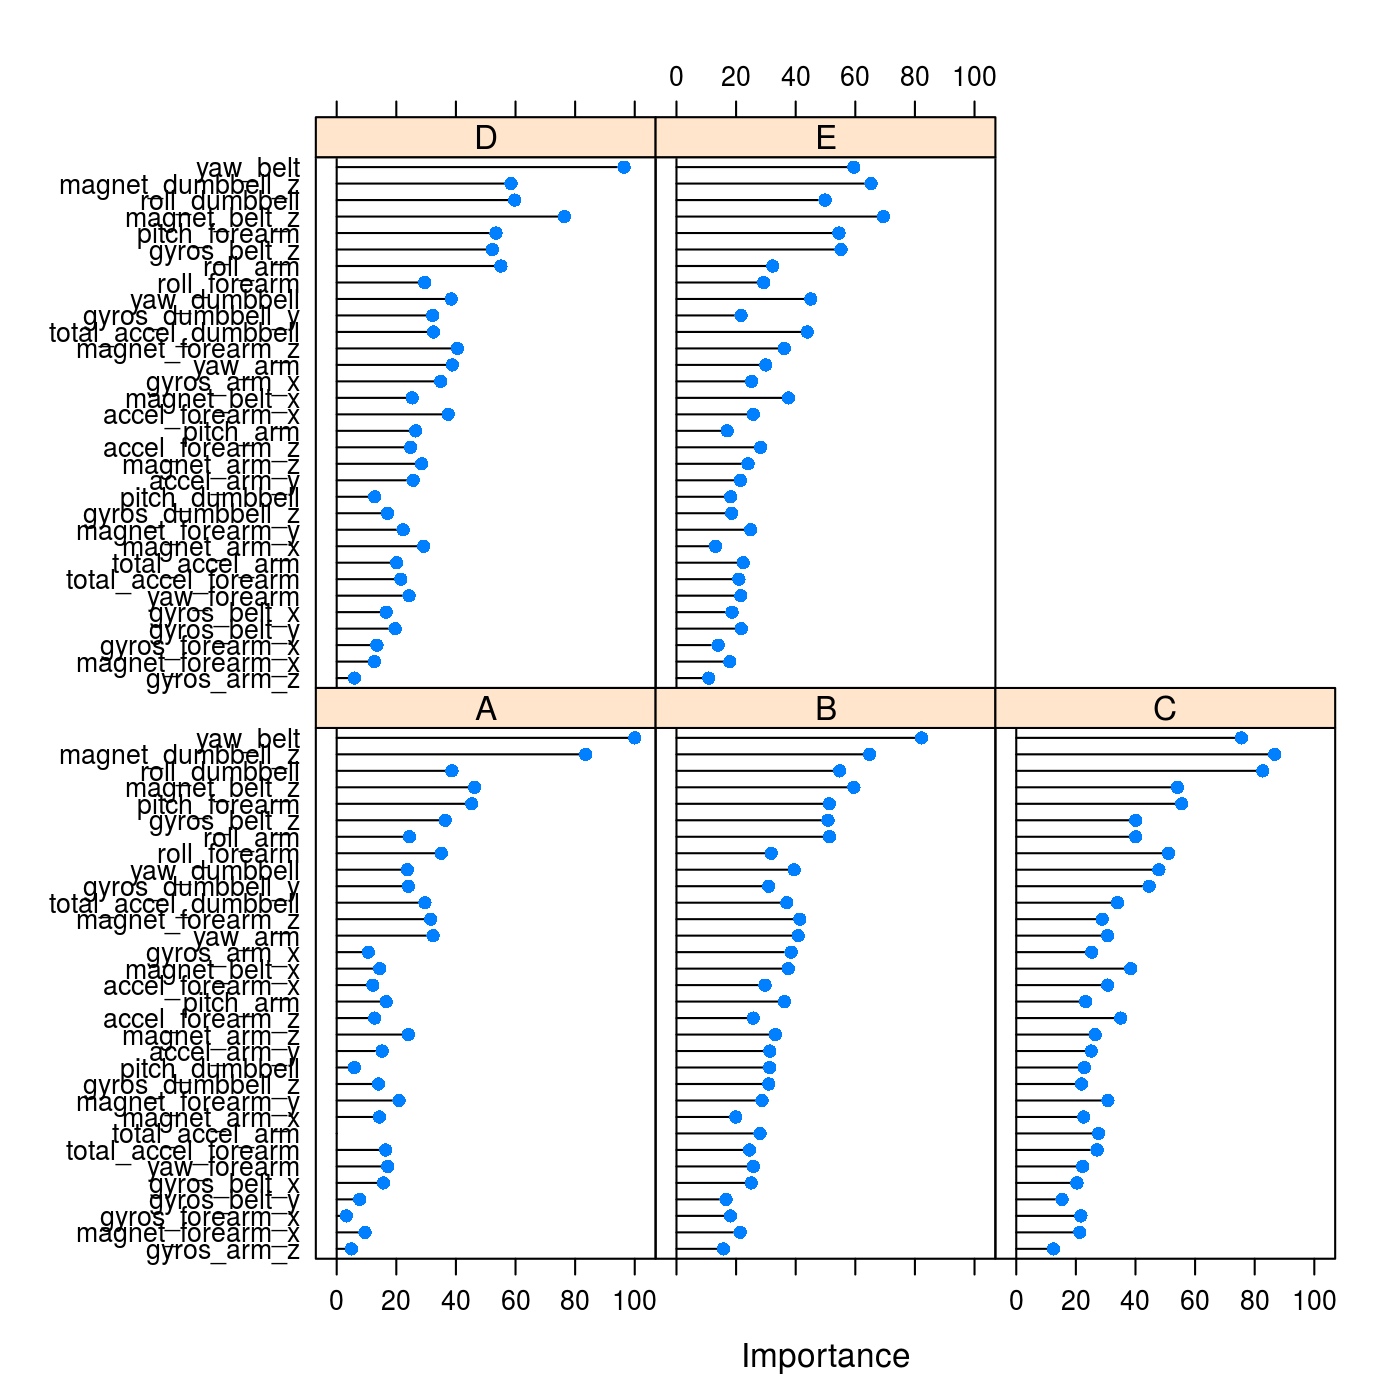 0 20 40 60 80 100
D E
yaw_belt
magnet_dumbbell_z
roll_dumbbell
magnet_belt_z
pitch_forearm
gyros_belt_z
roll_arm
roll_forearm
yaw_dumbbell
gyros_dumbbell_y
total_accel_dumbbell
magnet_forearm_z
yaw_arm
gyros_arm_x
magnet_belt_x
accel_forearm_x
pitch_arm
accel_forearm_z
magnet_arm_z
accel_arm_y
pitch_dumbbell
gyros_dumbbell_z
magnet_forearm_y
magnet_arm_x
total_accel_arm
total_accel_forearm
yaw_forearm
gyros_belt_x
gyros_belt_y
gyros_forearm_x
magnet_forearm_x
gyros_arm_z
A B C
yaw_belt
magnet_dumbbell_z
roll_dumbbell
magnet_belt_z
pitch_forearm
gyros_belt_z
roll_arm
roll_forearm
yaw_dumbbell
gyros_dumbbell_y
total_accel_dumbbell
magnet_forearm_z
yaw_arm
gyros_arm_x
magnet_belt_x
accel_forearm_x
pitch_arm
accel_forearm_z
magnet_arm_z
accel_arm_y
pitch_dumbbell
gyros_dumbbell_z
magnet_forearm_y
magnet_arm_x
total_accel_arm
total_accel_forearm
yaw_forearm
gyros_belt_x
gyros_belt_y
gyros_forearm_x
magnet_forearm_x
gyros_arm_z
0 20 40 60 80 100 0 20 40 60 80 100
Importance